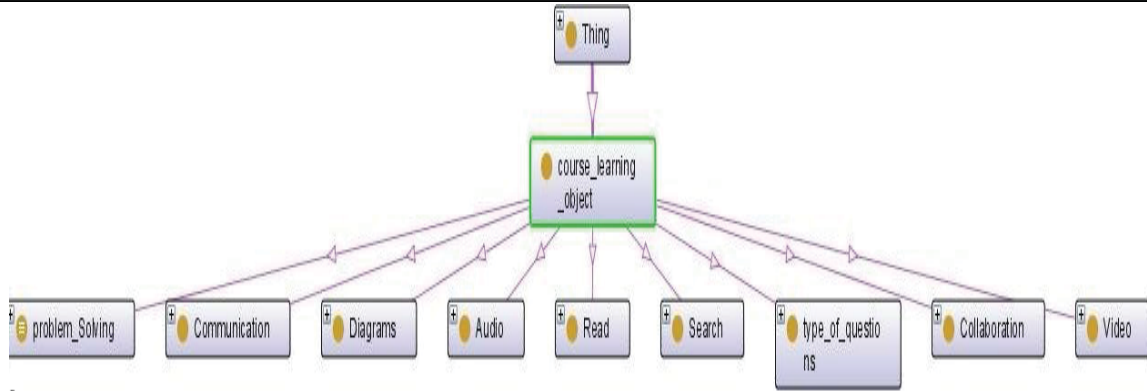 Thing
course_learning
_object
problem_Solving
Communication
Diagrams
Audio
Read
Search
type_of_questio
ns
Collaboration
Video